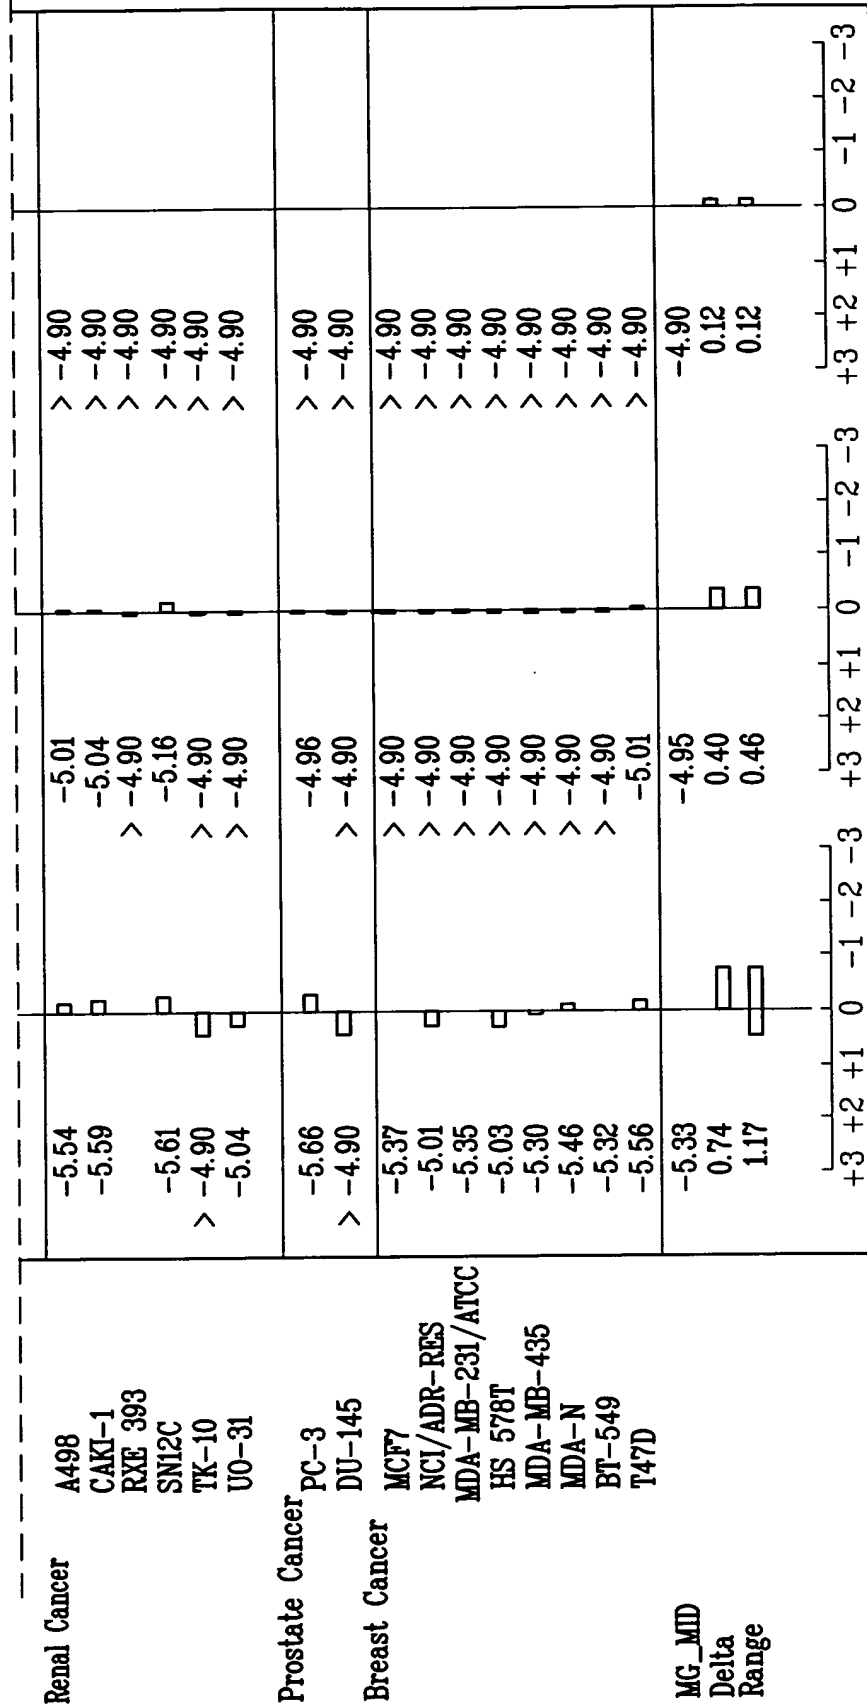 Renal Cancer
A498 -5.54 -5.01 > -4.90
CAKI-1 -5.59 -5.04 > -4.90
RXE 393 > -4.90 > -4.90
SN12C -5.61 -5.16 > -4.90
TK-10 > -4.90 > -4.90 > -4.90
UO-31 -5.04 > -4.90 > -4.90
Prostate Cancer
PC-3 -5.66 -4.96 > -4.90
DU-145 > -4.90 > -4.90 > -4.90
Breast Cancer
MCF7 -5.37 > -4.90 > -4.90
NCI/ADR-RES -5.01 > -4.90 > -4.90
MDA-MB-231/ATCC -5.35 > -4.90 > -4.90
HS 578T -5.03 > -4.90 > -4.90
MDA-MB-435 -5.30 > -4.90 > -4.90
MDA-N -5.46 > -4.90 > -4.90
BT-549 -5.32 > -4.90 > -4.90
T47D -5.56 -5.01 > -4.90
MG_MID -5.33 -4.95 -4.90
Delta 0.74 0.40 0.12
Range 1.17 0.46 0.12
+3 +2 +1 0 -1 -2 -3 +3 +2 +1 0 -1 -2 -3 +3 +2 +1 0 -1 -2 -3